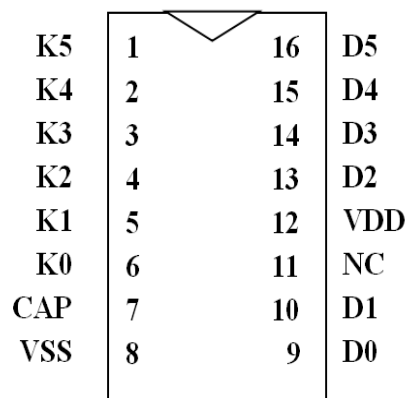 K5 1 16 D5
K4 2 15 D4
K3 3 14 D3
K2 4 13 D2
K1 5 12 VDD
K0 6 11 NC
CAP 7 10 D1
VSS 8 9 D0